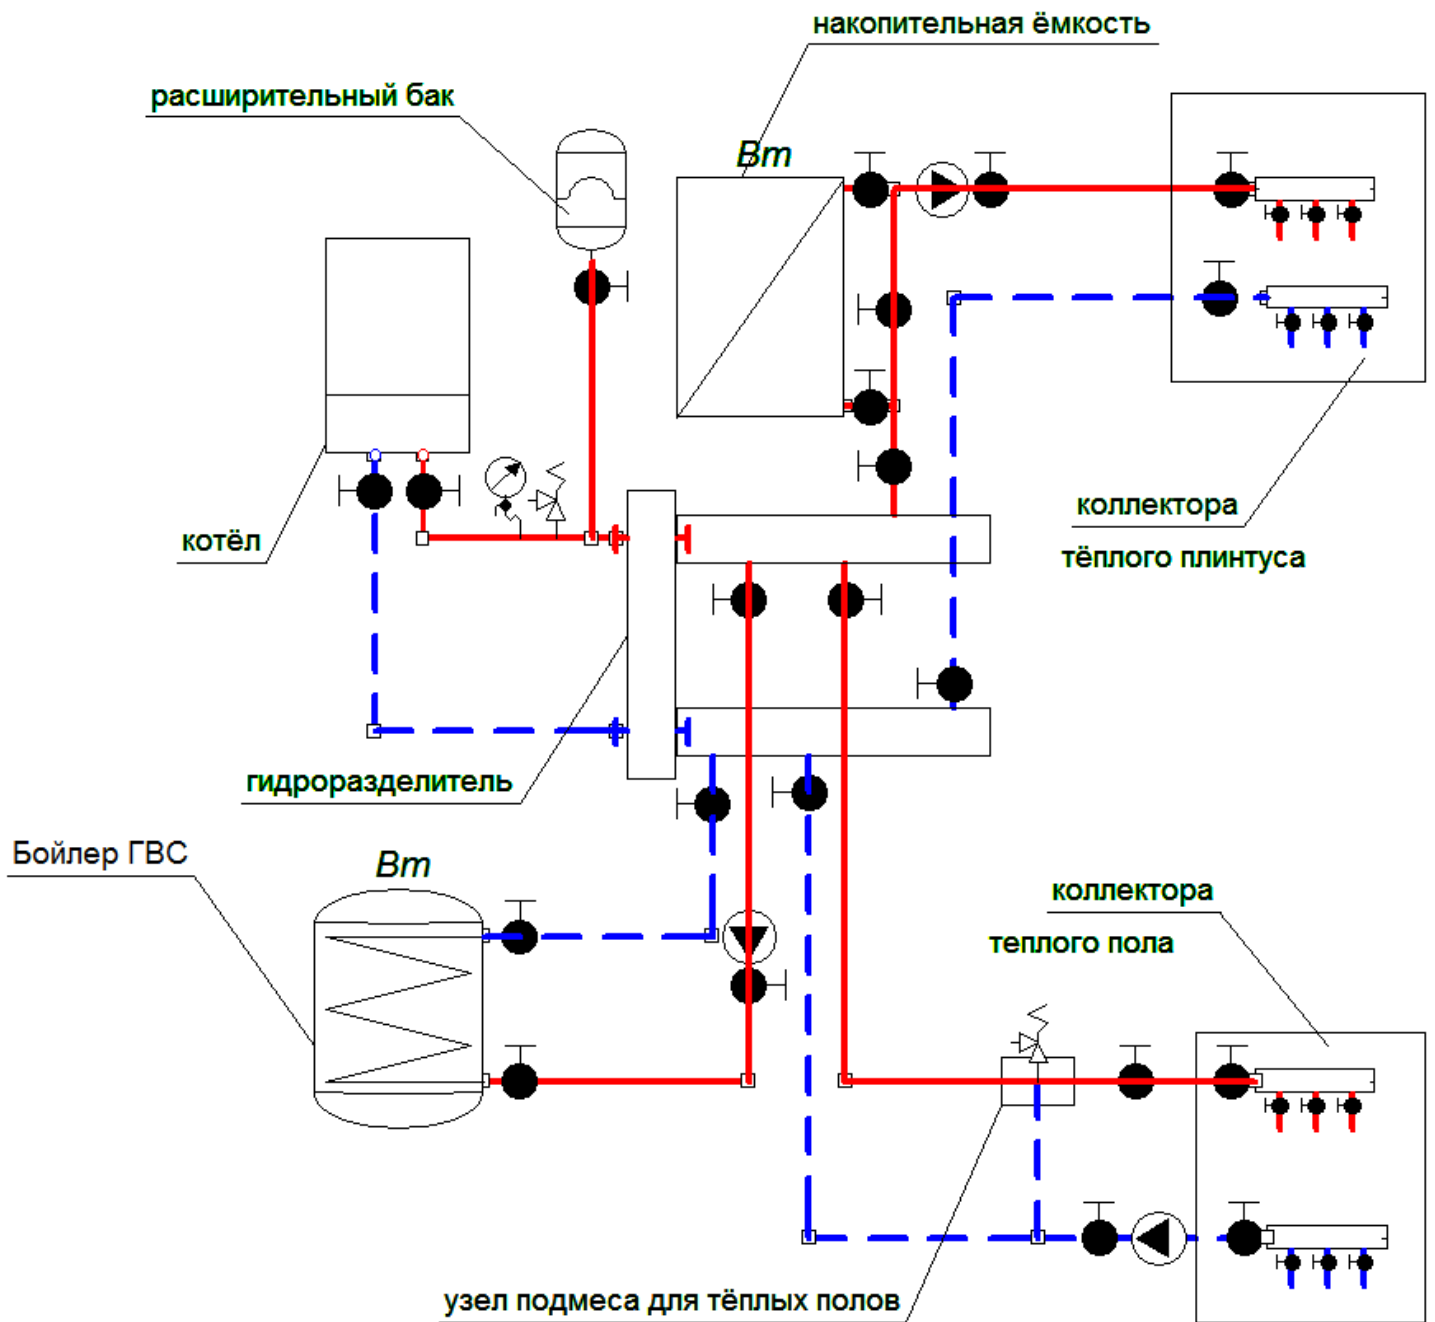 накопительная ёмкость
расширительный бак
Вт
котёл
коллектора
тёплого плинтуса
гидроразделитель
Бойлер ГВС
Вт
коллектора
теплого пола
узел подмеса для тёплых полов